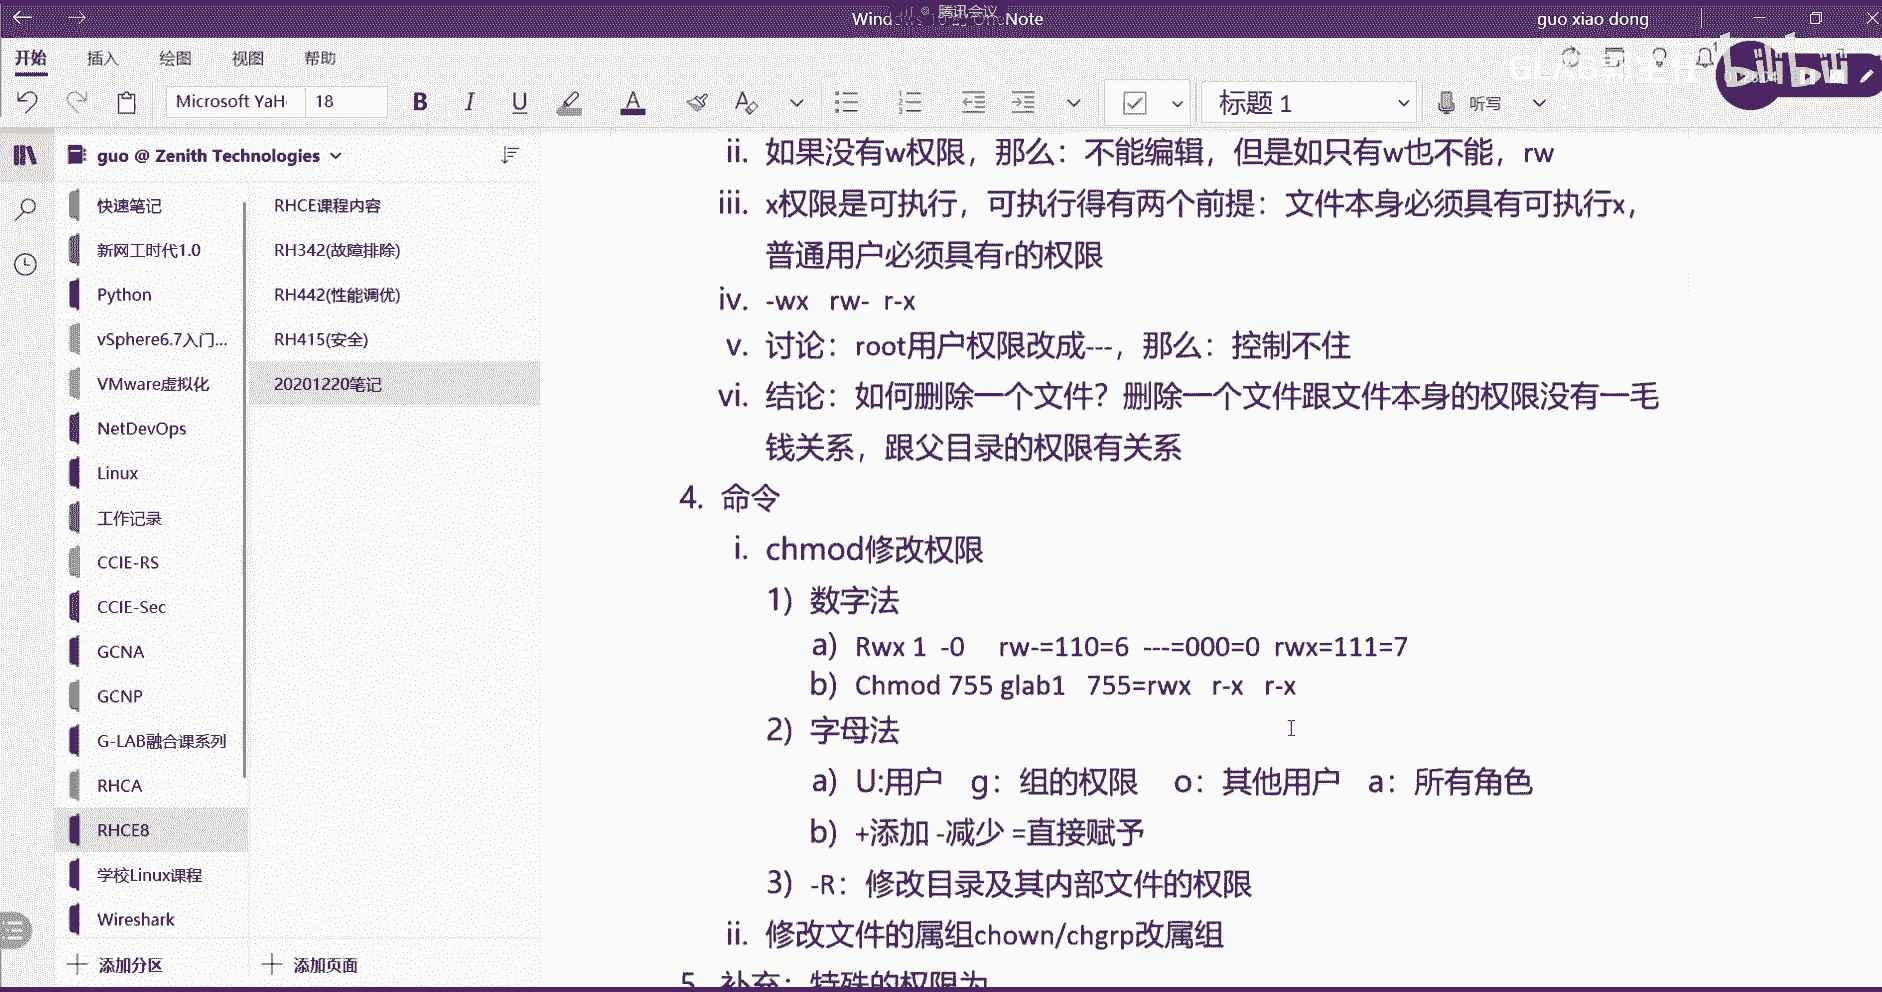 腾讯会议
Note
guo xiao dong
开始 插入 绘图 视图 帮助
GLAB郭主任 bilibili
Microsoft YaH 18 B I U A 标题 1 听写
guo @ Zenith Technologies
快速笔记
新网工时代1.0
Python
vSphere6.7入门...
VMware虚拟化
NetDevOps
Linux
工作记录
CCIE-RS
CCIE-Sec
GCNA
GCNP
G-LAB融合课系列
RHCA
RHCE8
学校Linux课程
Wireshark
添加分区
RHCE课程内容
RH342(故障排除)
RH442(性能调优)
RH415(安全)
20201220笔记
添加页面
ii. 如果没有w权限，那么：不能编辑，但是如只有w也不能，rw
iii. x权限是可执行，可执行得有两个前提：文件本身必须具有可执行x，
普通用户必须具有r的权限
iv. -wx rw- r-x
v. 讨论：root用户权限改成---，那么：控制不住
vi. 结论：如何删除一个文件？删除一个文件跟文件本身的权限没有一毛
钱关系，跟父目录的权限有关系
4. 命令
i. chmod修改权限
1) 数字法
a) Rwx 1 -0 rw-=110=6 ---=000=0 rwx=111=7
b) Chmod 755 glab1 755=rwx r-x r-x
2) 字母法
a) U:用户 g：组的权限 o：其他用户 a：所有角色
b) +添加 -减少 =直接赋予
3) -R：修改目录及其内部文件的权限
ii. 修改文件的属组chown/chgrp改属组
5. 补充：特殊的权限为